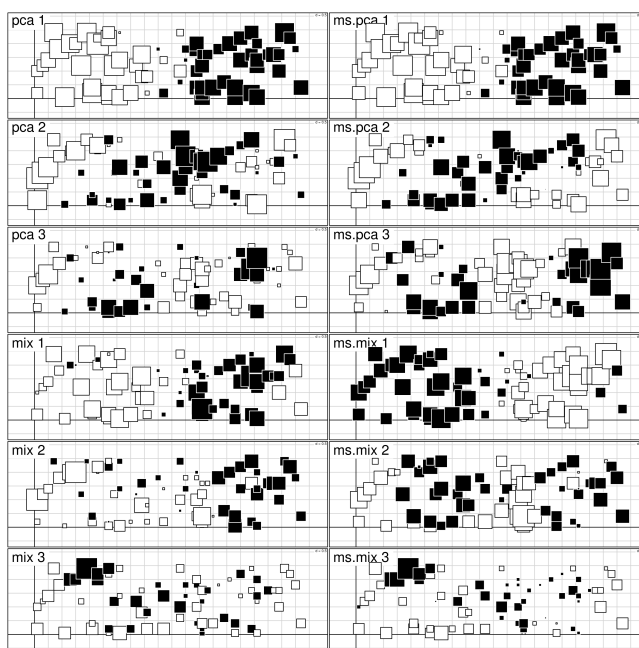 pca 1
ms.pca 1
pca 2
ms.pca 2
pca 3
ms.pca 3
mix 1
ms.mix 1
mix 2
ms.mix 2
mix 3
ms.mix 3